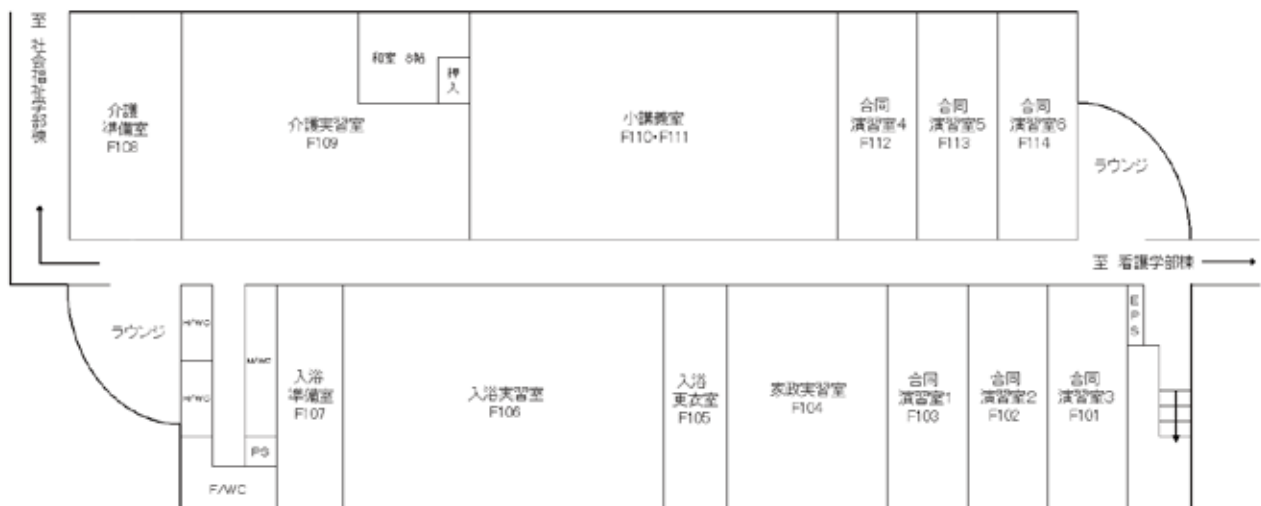 至 社会福祉学部棟
介護
準備室
F108
介護実習室
F109
和室 8帖
押入
小講義室
F110・F111
合同
演習室4
F112
合同
演習室5
F113
合同
演習室6
F114
ラウンジ
至 看護学部棟
ラウンジ
H/WC
H/WC
M/WC
PS
F/WC
入浴
準備室
F107
入浴実習室
F106
入浴
更衣室
F105
家政実習室
F104
合同
演習室1
F103
合同
演習室2
F102
合同
演習室3
F101
EPS